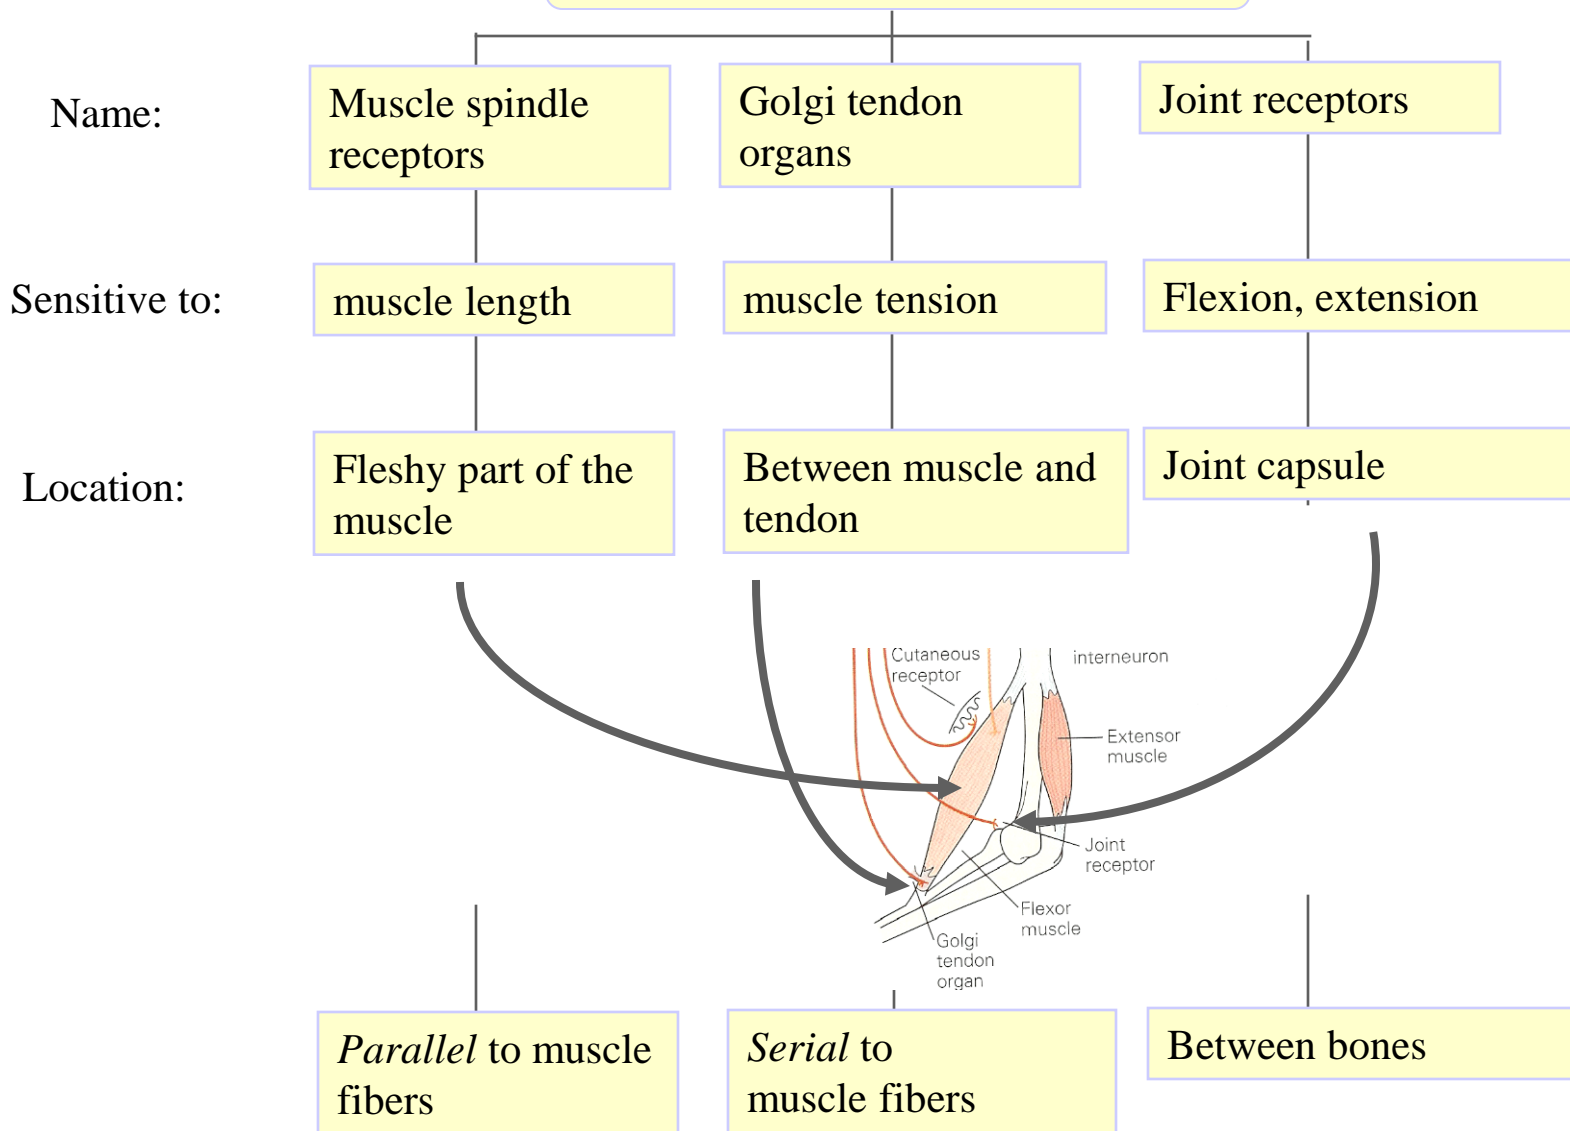 Name:
Muscle spindle
receptors
Golgi tendon
organs
Joint receptors
Sensitive to:
muscle length
muscle tension
Flexion, extension
Location:
Fleshy part of the
muscle
Between muscle and
tendon
Joint capsule
Cutaneous
receptor
interneuron
Extensor
muscle
Joint
receptor
Flexor
muscle
Golgi
tendon
organ
Parallel to muscle
fibers
Serial to
muscle fibers
Between bones